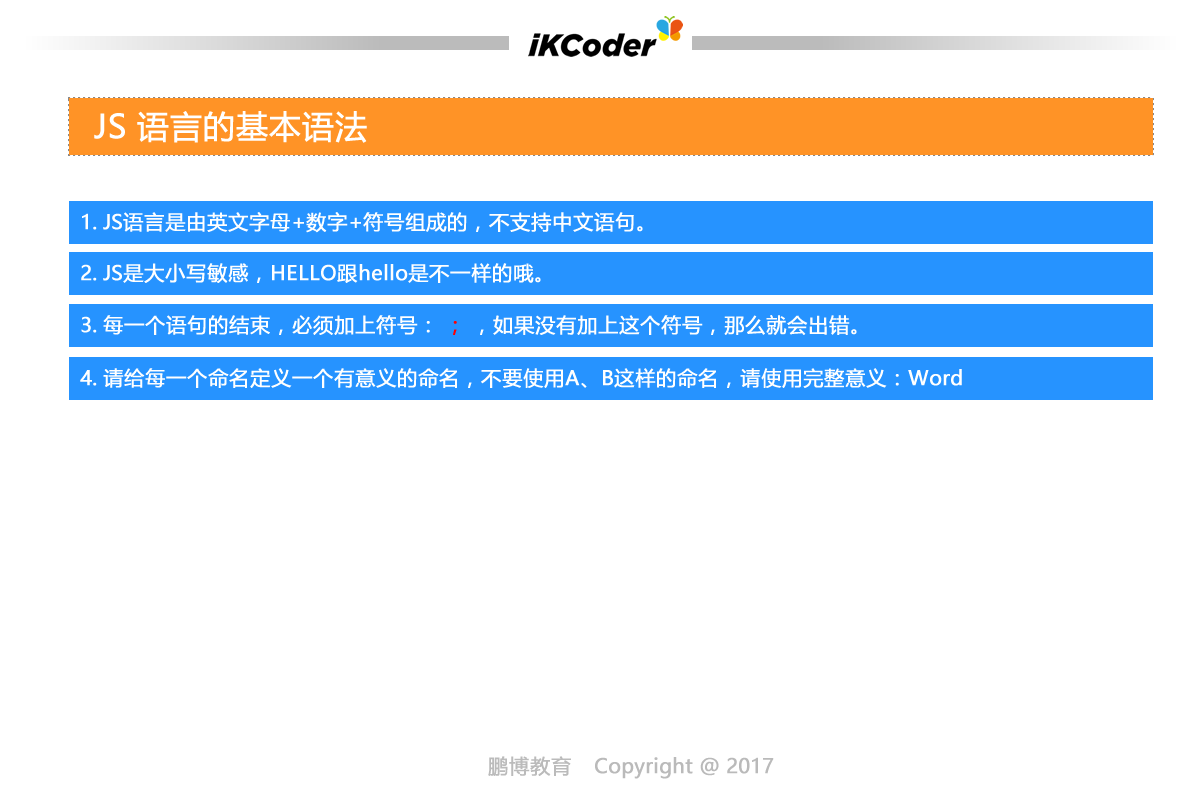 iKCoder
JS 语言的基本语法
1. JS语言是由英文字母+数字+符号组成的，不支持中文语句。
2. JS是大小写敏感，HELLO跟hello是不一样的哦。
3. 每一个语句的结束，必须加上符号： ； ，如果没有加上这个符号，那么就会出错。
4. 请给每一个命名定义一个有意义的命名，不要使用A、B这样的命名，请使用完整意义：Word
鹏博教育 Copyright @ 2017